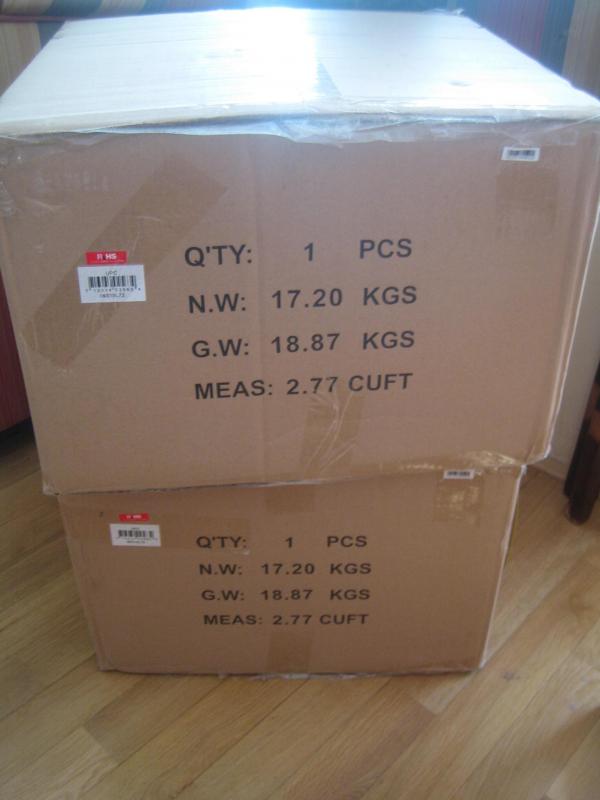 UPC
Q'TY: 1 PCS
N.W: 17.20 KGS
G.W: 18.87 KGS
MEAS: 2.77 CUFT
Q'TY: 1 PCS
N.W: 17.20 KGS
G.W: 18.87 KGS
MEAS: 2.77 CUFT